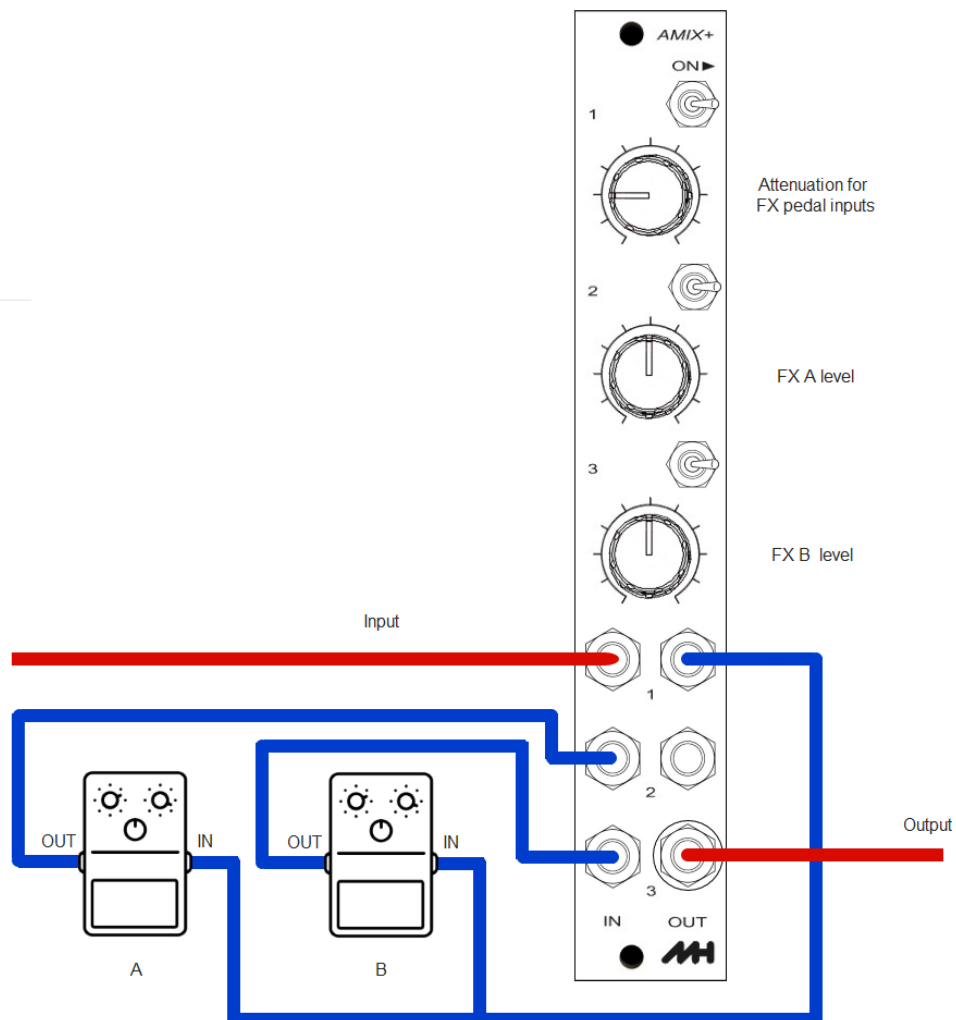 AMIX+
ON
1
Attenuation for
FX pedal inputs
2
FX A level
3
FX B level
Input
1
2
Output
OUT
IN
OUT
IN
3
IN
OUT
MH
A
B